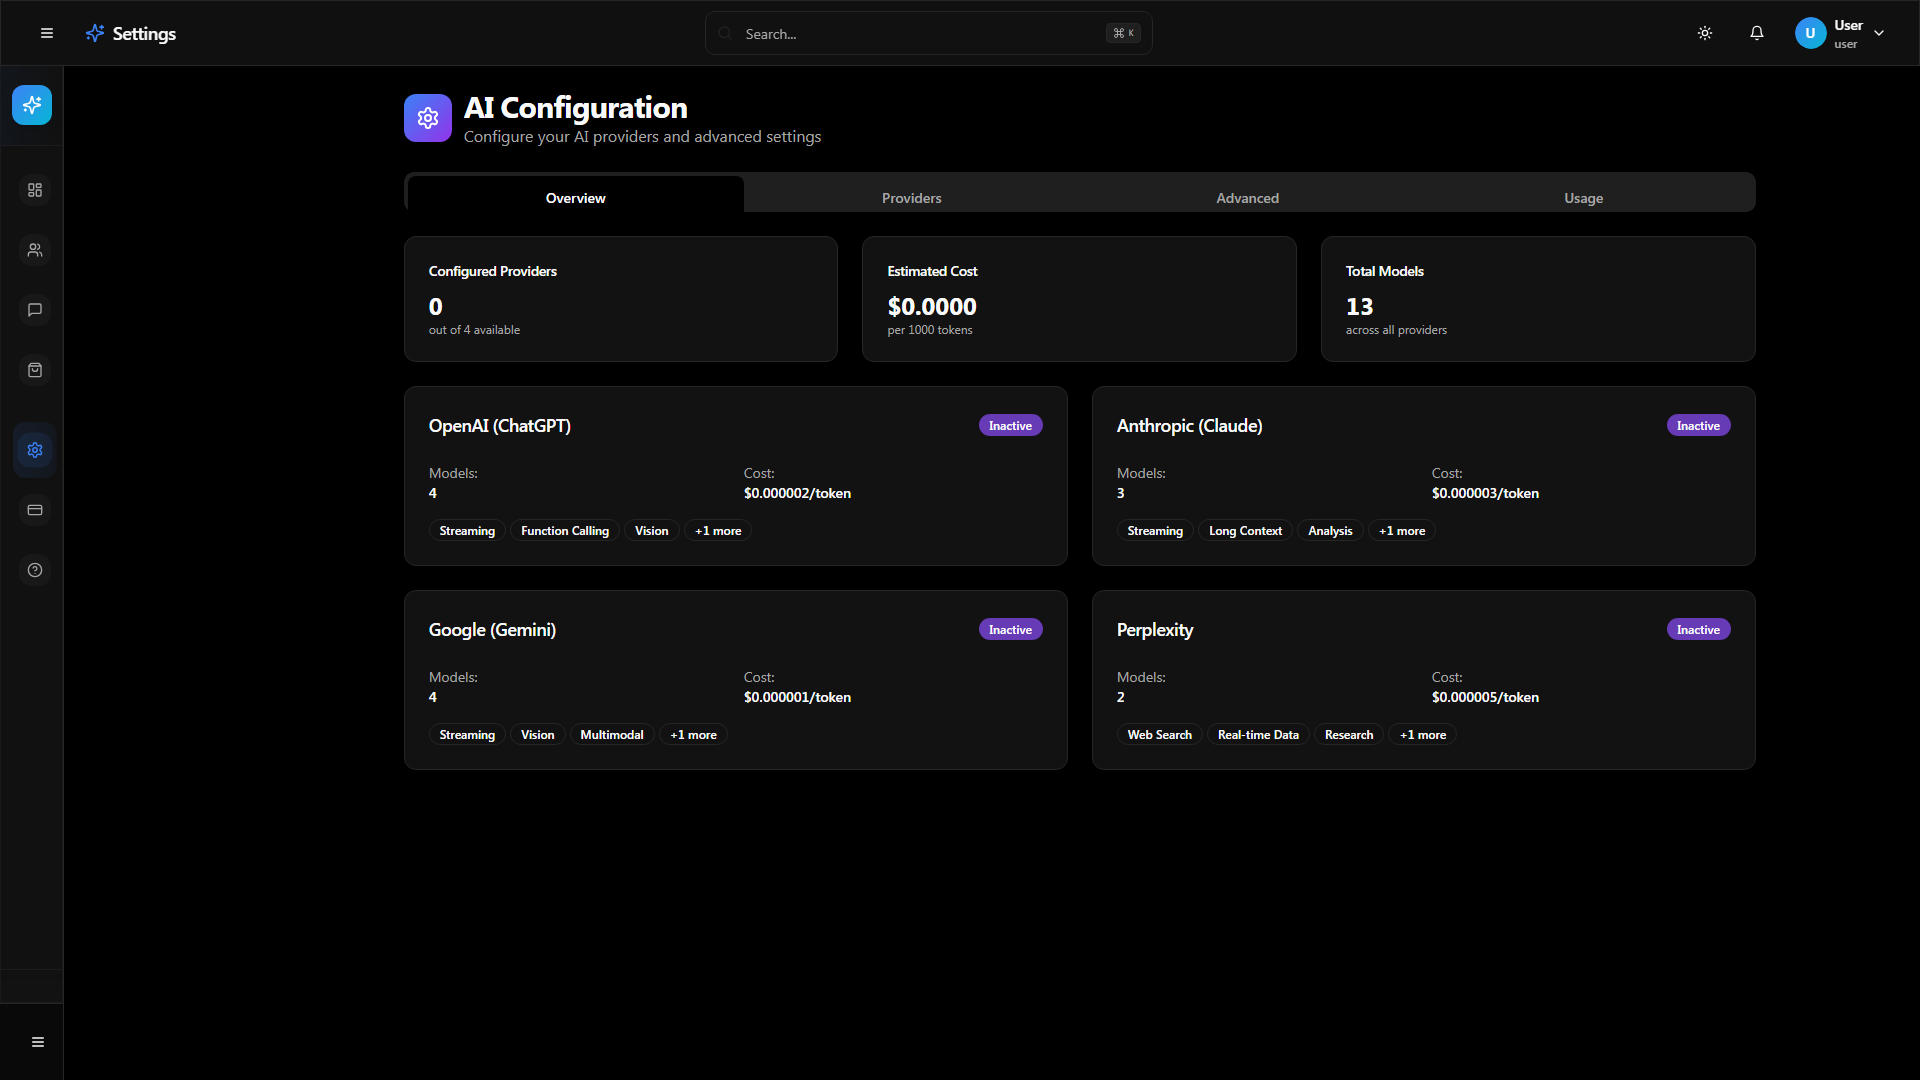 Settings
Search...
⌘ K
U
User
user
AI Configuration
Configure your AI providers and advanced settings
Overview
Providers
Advanced
Usage
Configured Providers
0
out of 4 available
Estimated Cost
$0.0000
per 1000 tokens
Total Models
13
across all providers
OpenAI (ChatGPT)
Inactive
Models:
4
Cost:
$0.000002/token
Streaming
Function Calling
Vision
+1 more
Anthropic (Claude)
Inactive
Models:
3
Cost:
$0.000003/token
Streaming
Long Context
Analysis
+1 more
Google (Gemini)
Inactive
Models:
4
Cost:
$0.000001/token
Streaming
Vision
Multimodal
+1 more
Perplexity
Inactive
Models:
2
Cost:
$0.000005/token
Web Search
Real-time Data
Research
+1 more